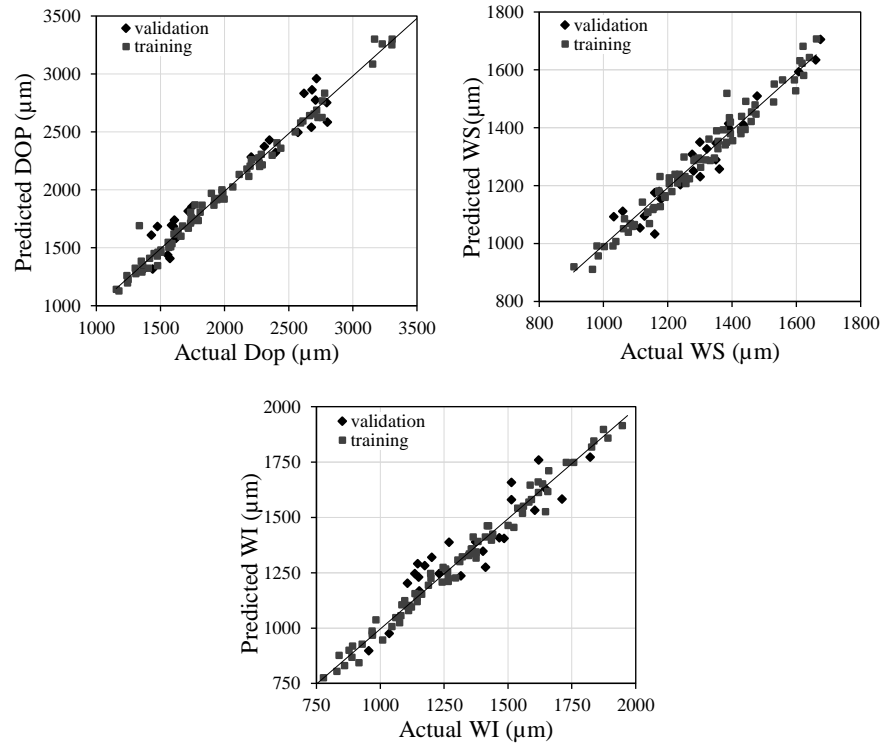 3500
3000
2500
2000
1500
1000
Predicted DOP (µm)
validation
training
1000 1500 2000 2500 3000 3500
Actual Dop (µm)
1800
1600
1400
1200
1000
800
Predicted WS(µm)
validation
training
800 1000 1200 1400 1600 1800
Actual WS (µm)
2000
1750
1500
1250
1000
750
Predicted WI (µm)
validation
training
750 1000 1250 1500 1750 2000
Actual WI (µm)